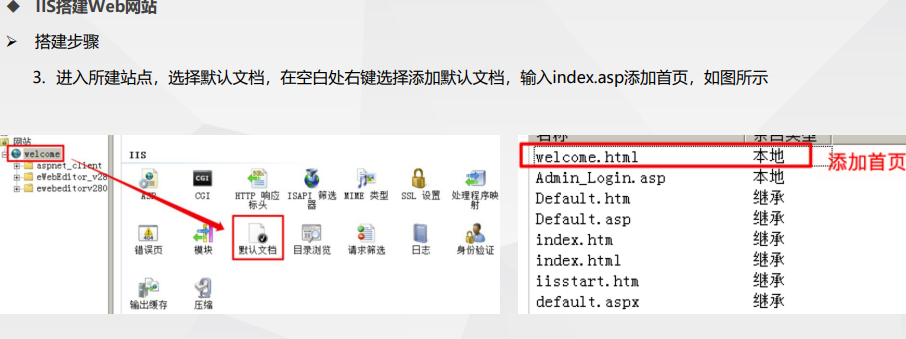 ◆ IIS搭建Web网站
➢ 搭建步骤
3. 进入所建站点，选择默认文档，在空白处右键选择添加默认文档，输入index.asp添加首页，如图所示
网站
welcome
aspnet_client
eWebEditor_v28
ewebeditorv280
IIS
ASP CGI HTTP 响应标头 ISAPI 筛选器 MIME 类型 SSL 设置 处理程序映射
错误页 模块 默认文档 目录浏览 请求筛选 日志 身份验证
输出缓存 压缩
名称 条目类型
welcome.html 本地 添加首页
Admin_Login.asp 本地
Default.htm 继承
Default.asp 继承
index.htm 继承
index.html 继承
iisstart.htm 继承
default.aspx 继承